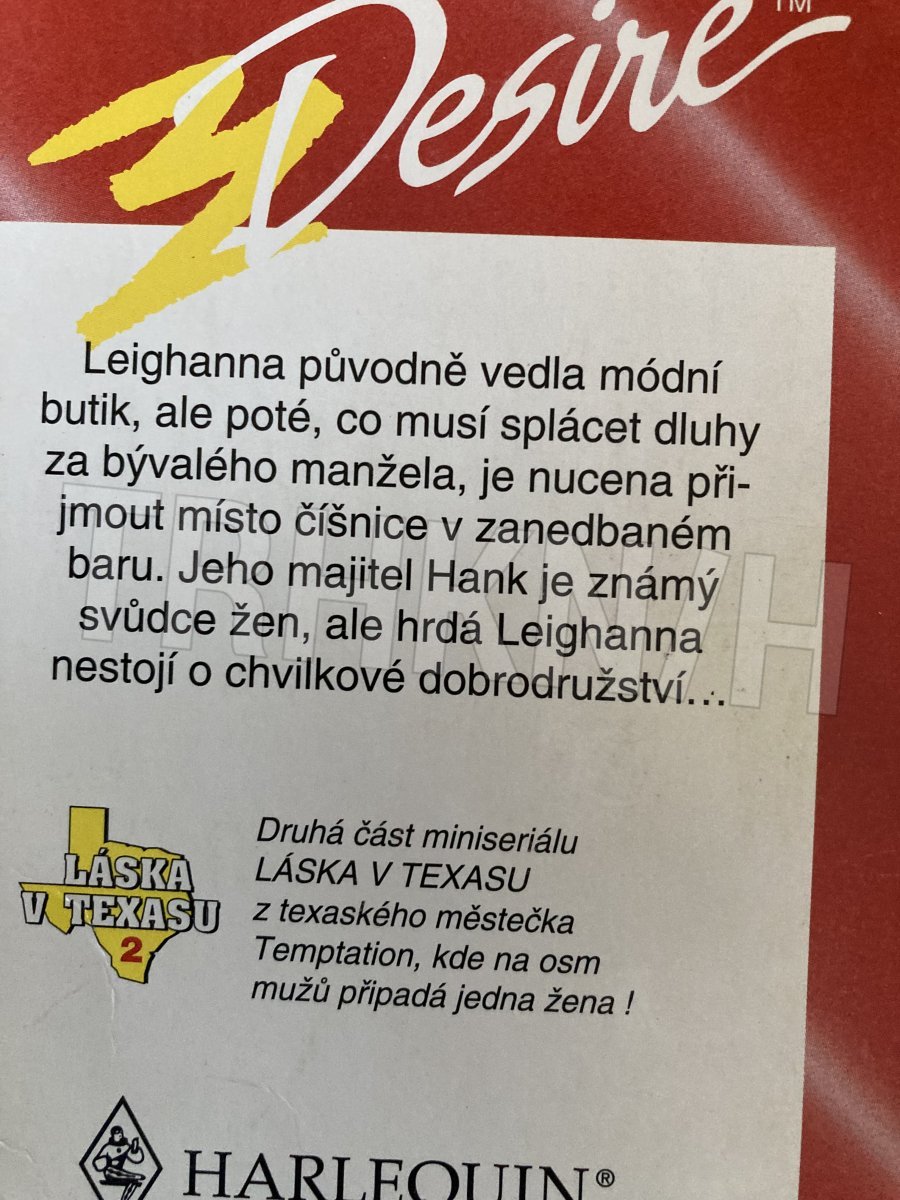 Desire™
Leighanna původně vedla módní
butik, ale poté, co musí splácet dluhy
za bývalého manžela, je nucena při-
jmout místo číšnice v zanedbaném
baru. Jeho majitel Hank je známý
svůdce žen, ale hrdá Leighanna
nestojí o chvilkové dobrodružství...
TRHKNIH
LÁSKA
V TEXASU
2
Druhá část miniseriálu
LÁSKA V TEXASU
z texaského městečka
Temptation, kde na osm
mužů připadá jedna žena !
HARLEQUIN®